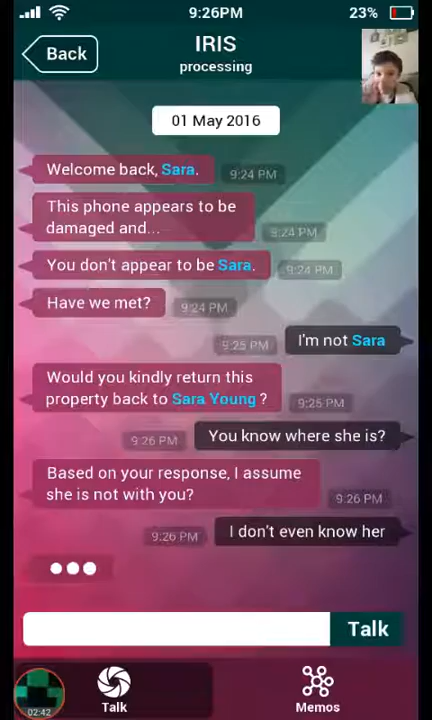 9:26PM
23%
Back
IRIS
processing
01 May 2016
Welcome back, Sara.
9:24 PM
This phone appears to be
damaged and...
9:24 PM
You don't appear to be Sara.
9:24 PM
Have we met?
9:24 PM
9:25 PM
I'm not Sara
Would you kindly return this
property back to Sara Young ?
9:25 PM
9:26 PM
You know where she is?
Based on your response, I assume
she is not with you?
9:26 PM
9:26 PM
I don't even know her
Talk
02:42
Talk
Memos